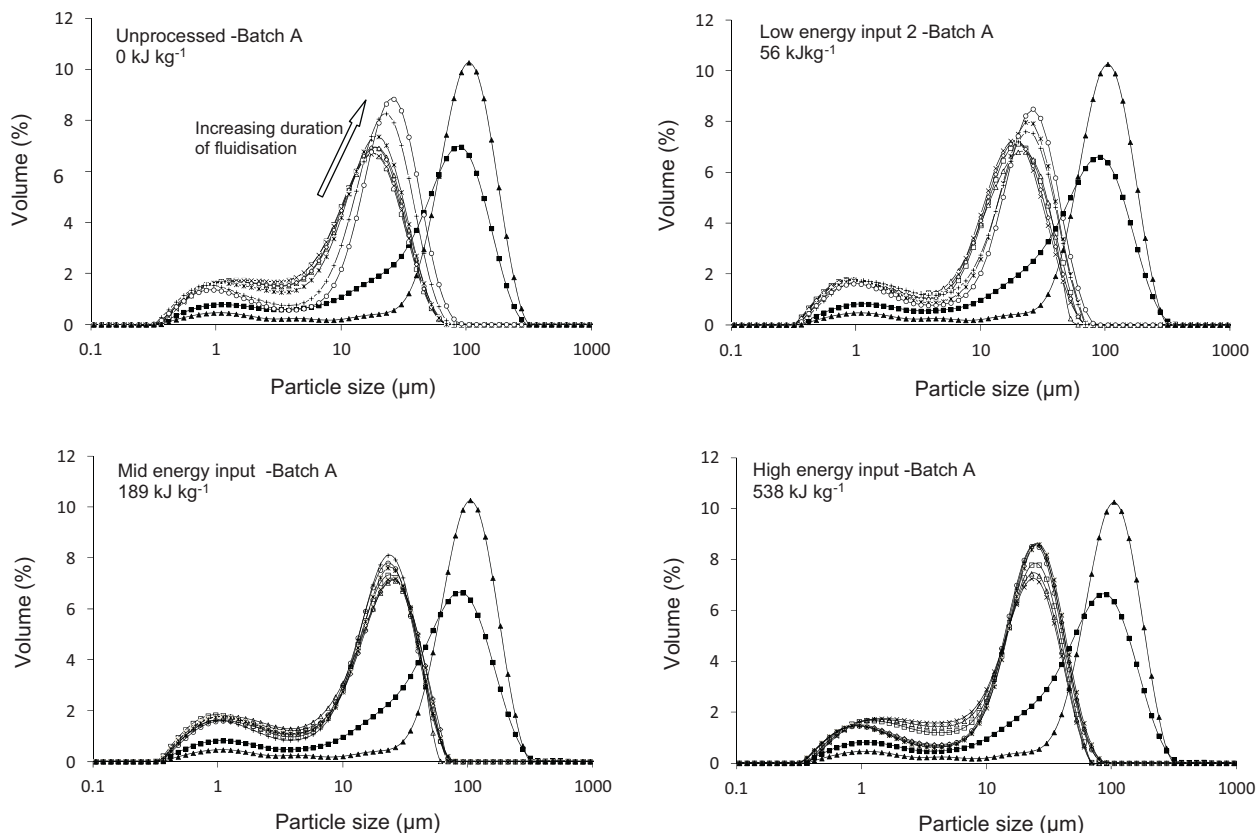 Unprocessed -Batch A
0 kJ kg⁻¹
Increasing duration
of fluidisation
Volume (%)
12
10
8
6
4
2
0
0.1 1 10 100 1000
Particle size (µm)
Low energy input 2 -Batch A
56 kJkg⁻¹
Volume (%)
12
10
8
6
4
2
0
0.1 1 10 100 1000
Particle size (µm)
Mid energy input -Batch A
189 kJ kg⁻¹
Volume (%)
12
10
8
6
4
2
0
0.1 1 10 100 1000
Particle size (µm)
High energy input -Batch A
538 kJ kg⁻¹
Volume (%)
12
10
8
6
4
2
0
0.1 1 10 100 1000
Particle size (µm)